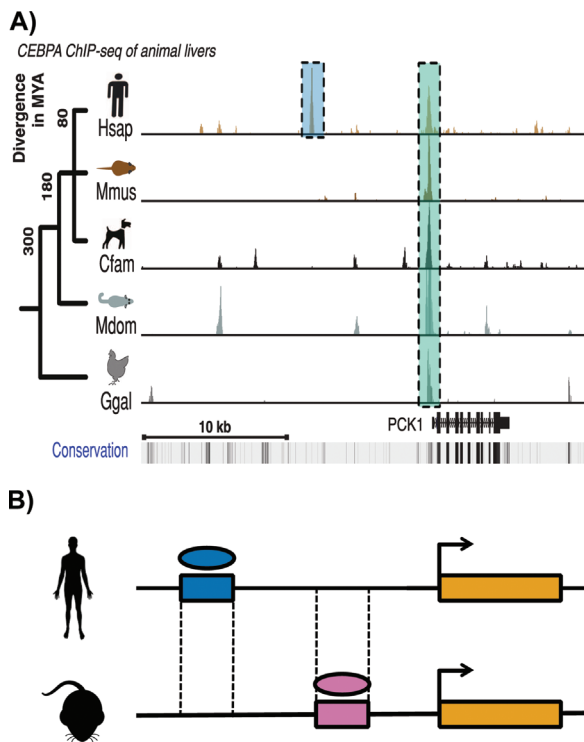 A)
CEBPA ChIP-seq of animal livers
Divergence
in MYA
80
180
300
Hsap
Mmus
Cfam
Mdom
Ggal
PCK1
10 kb
Conservation
B)